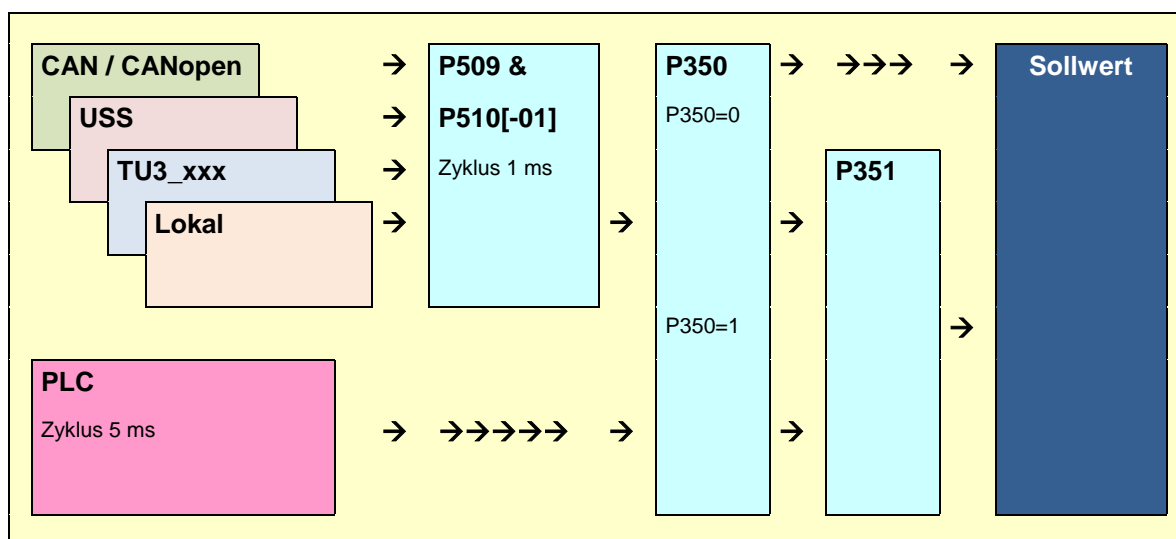 CAN / CANopen
USS
TU3_xxx
Lokal
→
→
→
→
P509 &
P510[-01]
Zyklus 1 ms
→
P350
P350=0
P350=1
→ →→→ →
→
P351
→
Sollwert
PLC
Zyklus 5 ms
→ →→→→→ → →